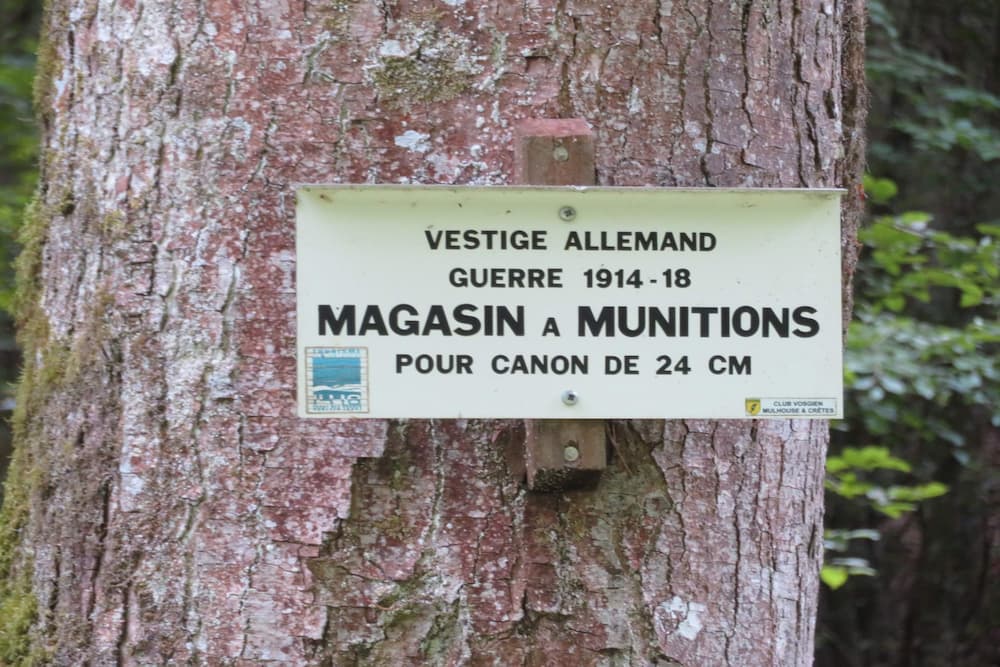 VESTIGE ALLEMAND
GUERRE 1914-18
MAGASIN A MUNITIONS
POUR CANON DE 24 CM
CLUB VOSGIEN
MULHOUSE & CRÊTES